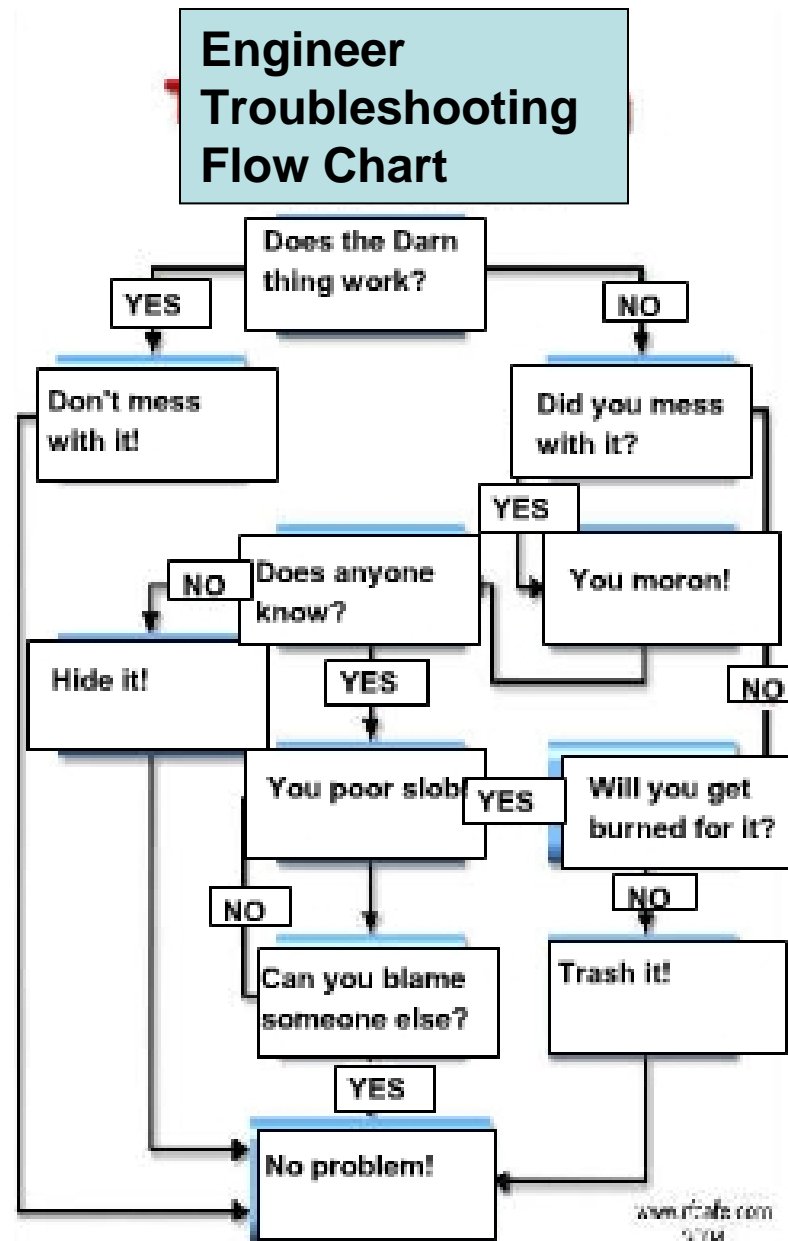 Engineer
Troubleshooting
Flow Chart
Does the Darn
thing work?
YES
NO
Don't mess
with it!
Did you mess
with it?
YES
NO
Does anyone
know?
You moron!
Hide it!
YES
NO
You poor slob!
YES
Will you get
burned for it?
NO
NO
Can you blame
someone else?
Trash it!
YES
No problem!